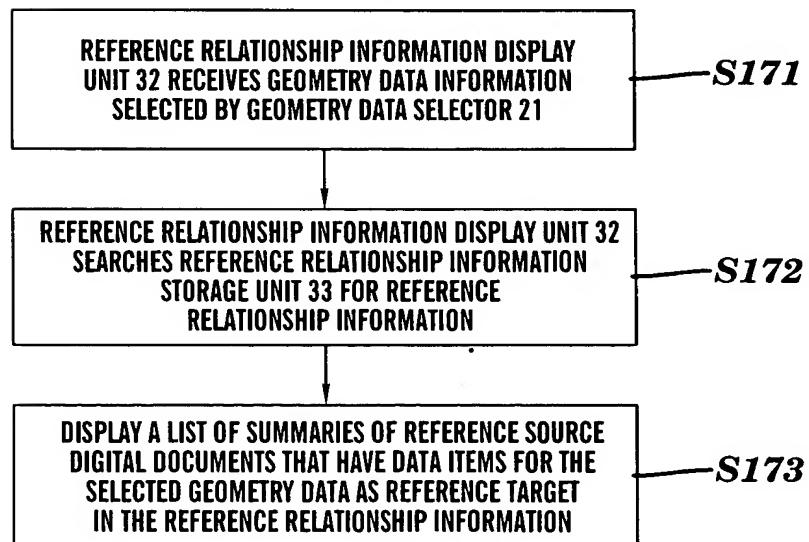 REFERENCE RELATIONSHIP INFORMATION DISPLAY
UNIT 32 RECEIVES GEOMETRY DATA INFORMATION
SELECTED BY GEOMETRY DATA SELECTOR 21
S171
REFERENCE RELATIONSHIP INFORMATION DISPLAY UNIT 32
SEARCHES REFERENCE RELATIONSHIP INFORMATION
STORAGE UNIT 33 FOR REFERENCE
RELATIONSHIP INFORMATION
S172
DISPLAY A LIST OF SUMMARIES OF REFERENCE SOURCE
DIGITAL DOCUMENTS THAT HAVE DATA ITEMS FOR THE
SELECTED GEOMETRY DATA AS REFERENCE TARGET
IN THE REFERENCE RELATIONSHIP INFORMATION
S173